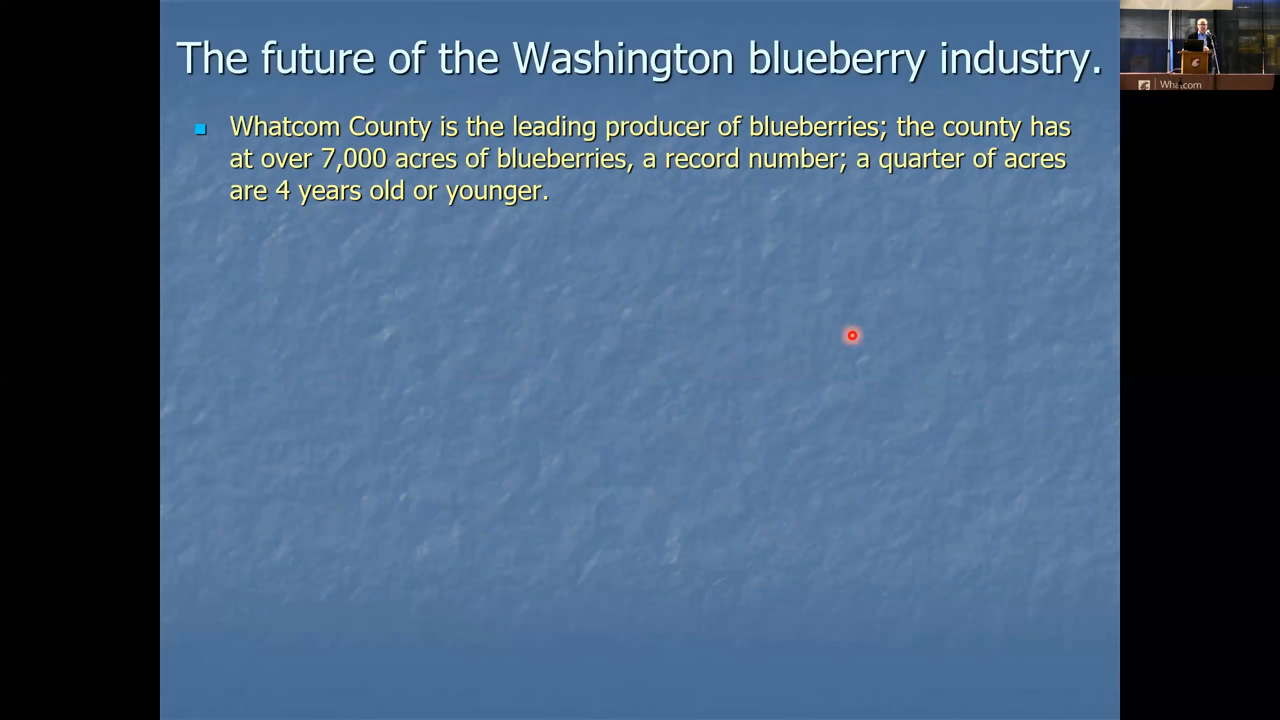 The future of the Washington blueberry industry.
Whatcom County is the leading producer of blueberries; the county has
at over 7,000 acres of blueberries, a record number; a quarter of acres
are 4 years old or younger.
Whatcom